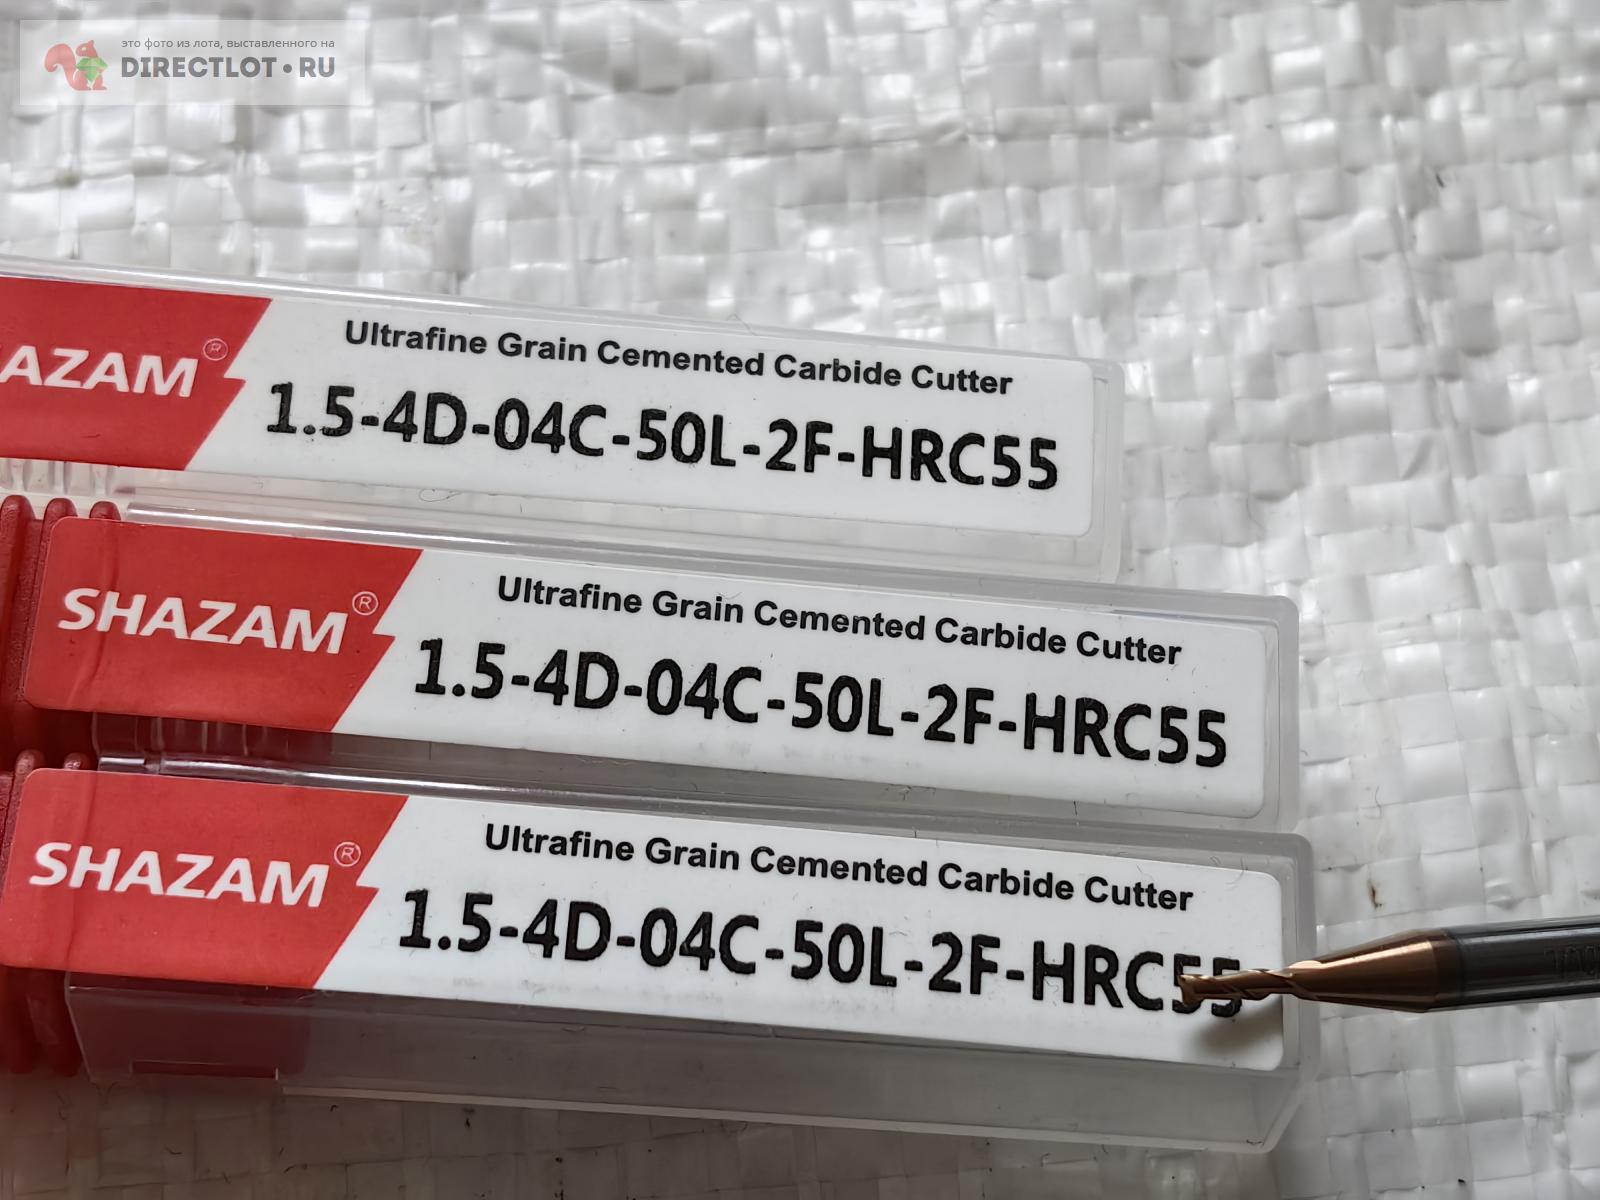 это фото из лота, выставленного на
DIRECTLOT•RU
AZAM®
Ultrafine Grain Cemented Carbide Cutter
1.5-4D-04C-50L-2F-HRC55
SHAZAM®
Ultrafine Grain Cemented Carbide Cutter
1.5-4D-04C-50L-2F-HRC55
SHAZAM®
Ultrafine Grain Cemented Carbide Cutter
1.5-4D-04C-50L-2F-HRC55